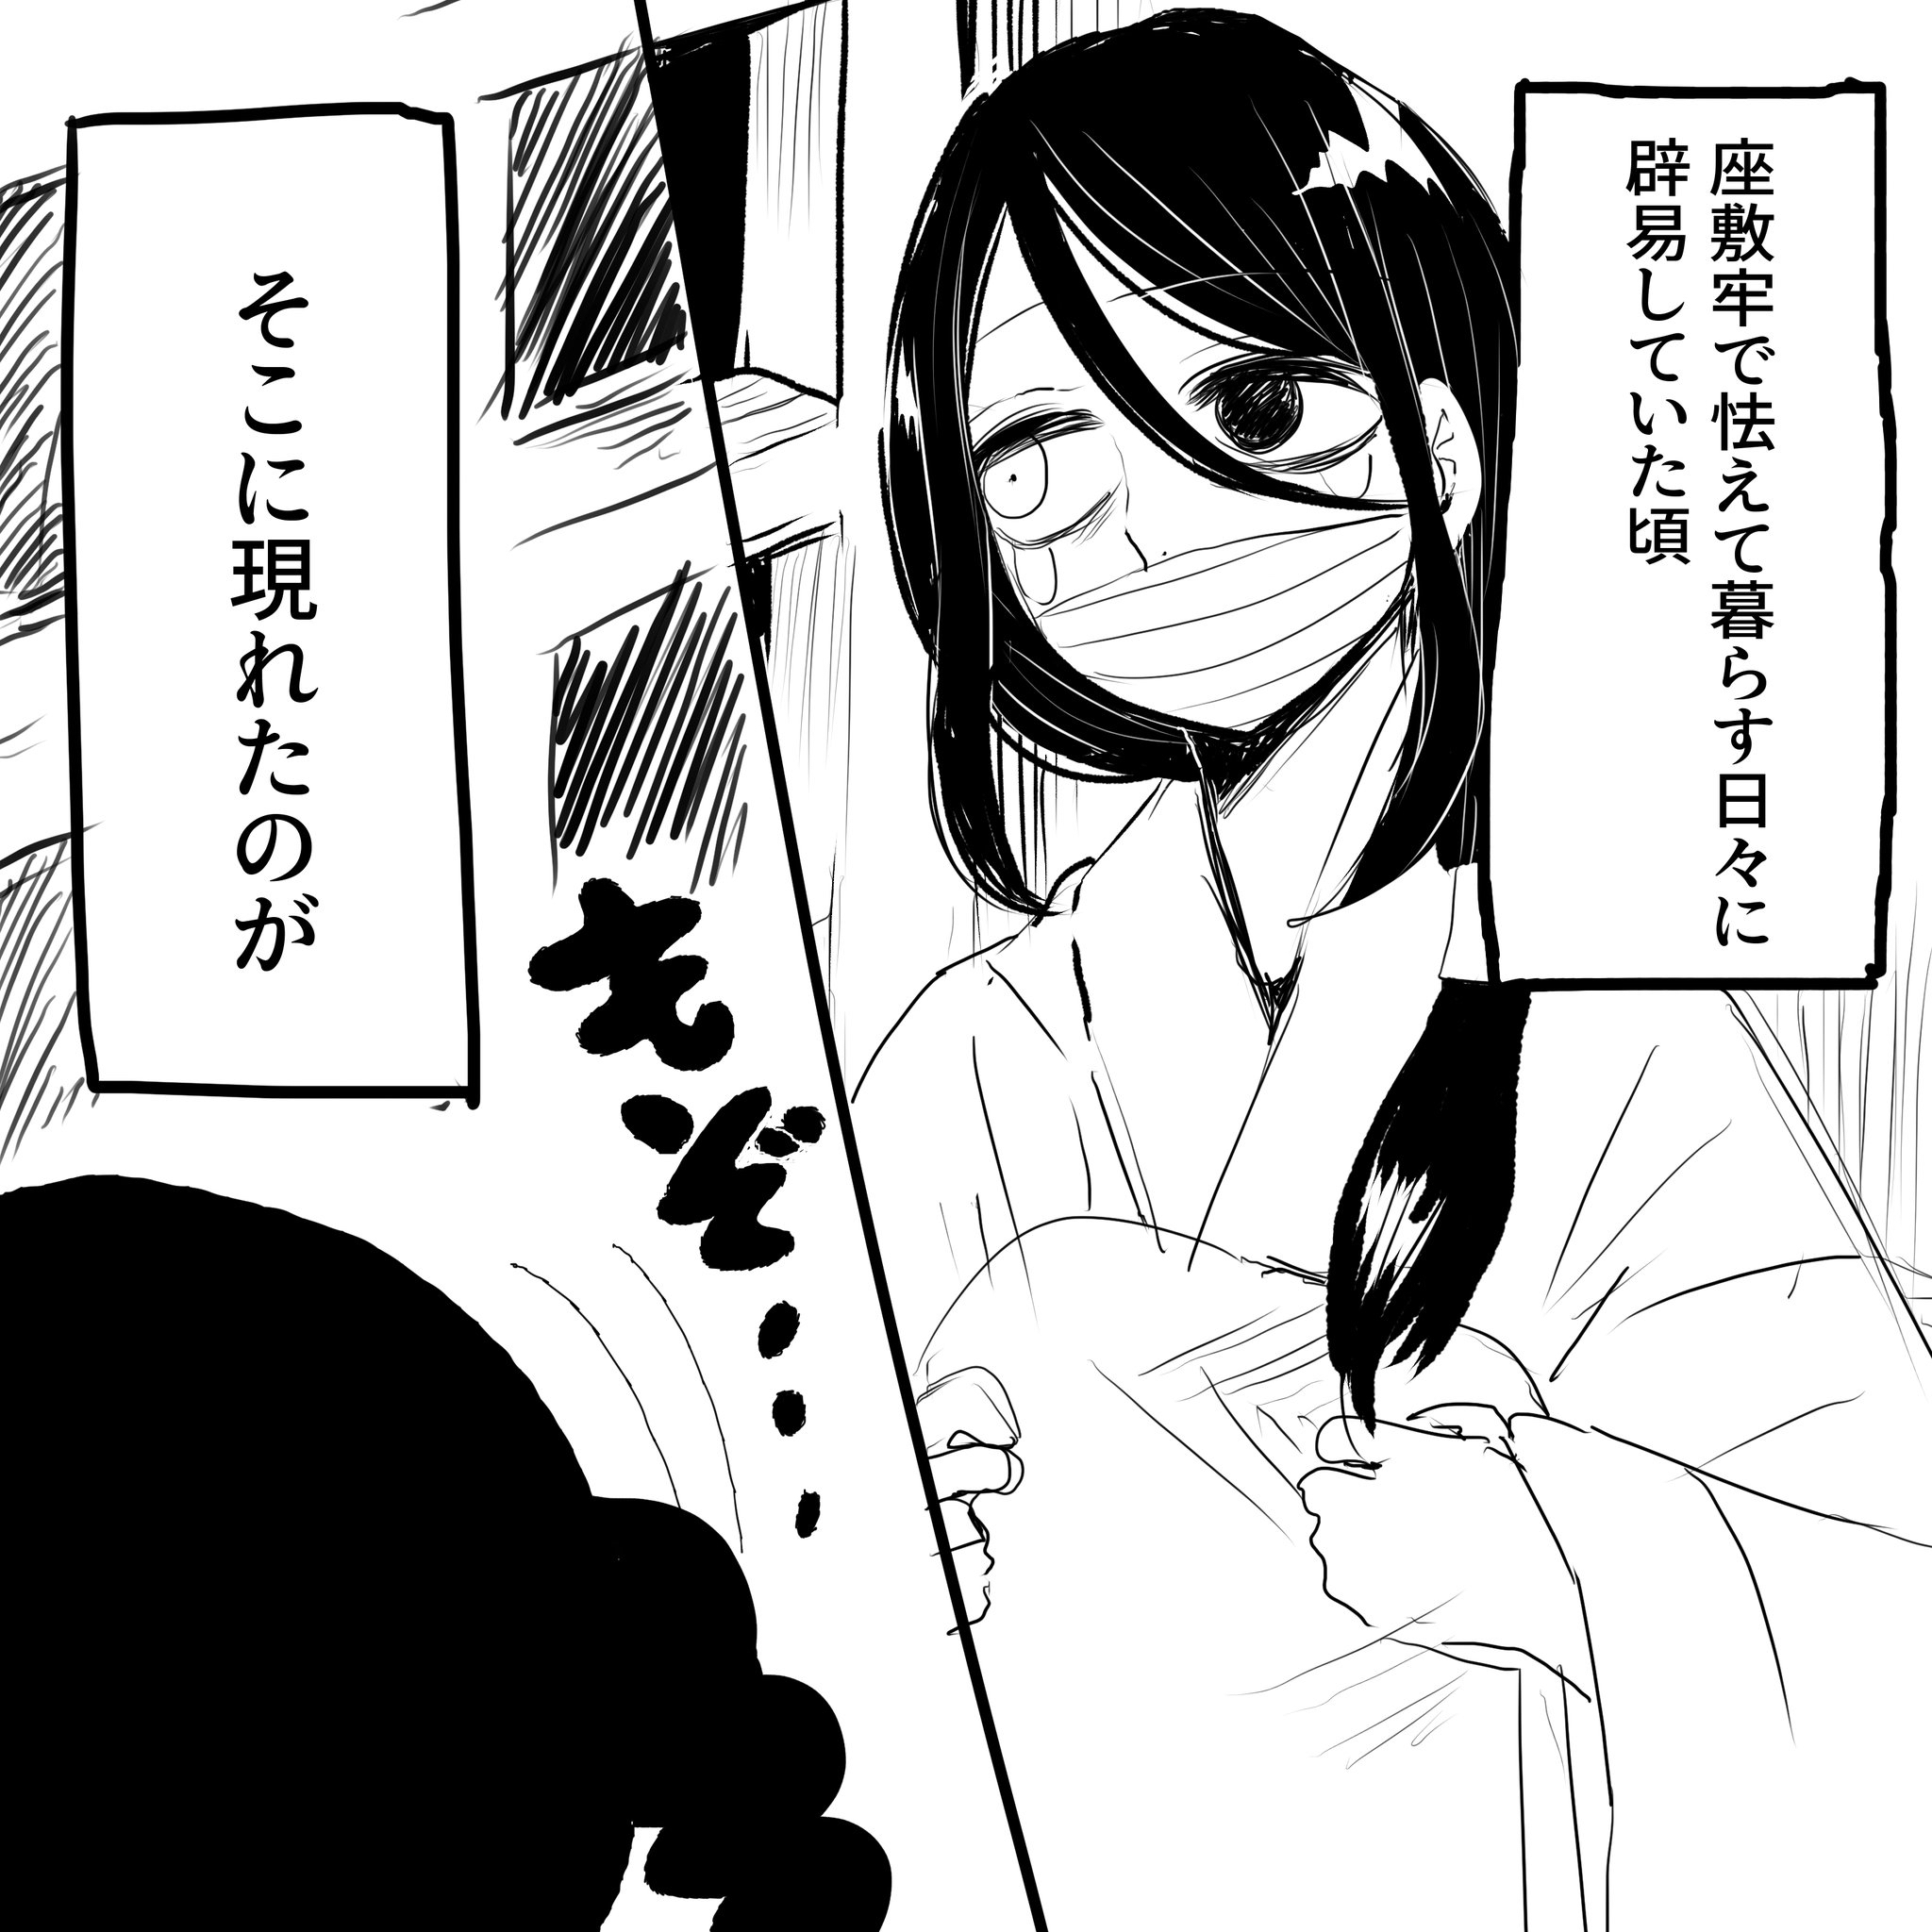 座敷牢で怯えて暮らす日々に
辟易していた頃
そこに現れたのが
もぞ…